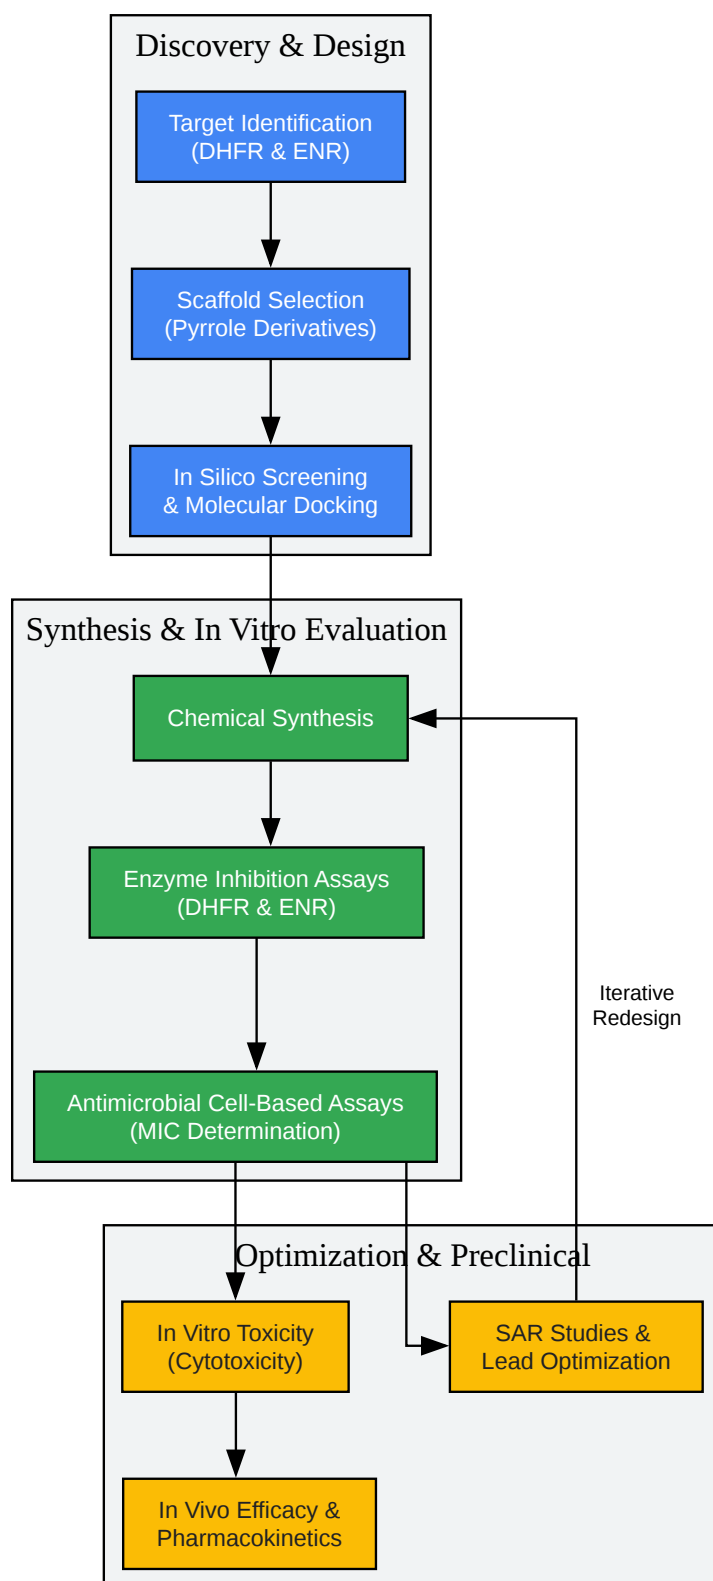 Discovery & Design
Target Identification
(DHFR & ENR)
Scaffold Selection
(Pyrrole Derivatives)
In Silico Screening
& Molecular Docking
Synthesis & In Vitro Evaluation
Chemical Synthesis
Enzyme Inhibition Assays
(DHFR & ENR)
Iterative
Redesign
Antimicrobial Cell-Based Assays
(MIC Determination)
Optimization & Preclinical
In Vitro Toxicity
(Cytotoxicity)
SAR Studies &
Lead Optimization
In Vivo Efficacy &
Pharmacokinetics